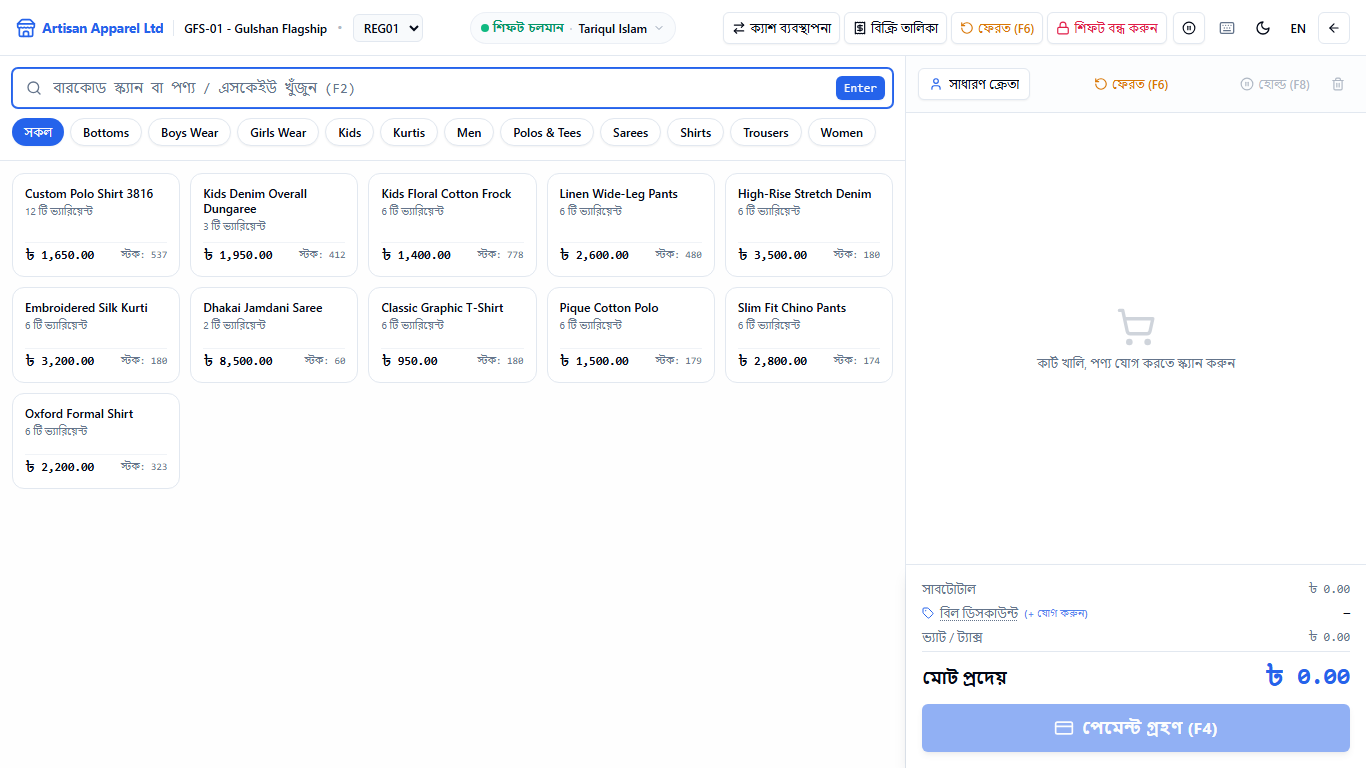 Artisan Apparel Ltd
GFS-01 - Gulshan Flagship
REG01
শিফট চলমান · Tariqul Islam
ক্যাশ ব্যবস্থাপনা
বিক্রি তালিকা
ফেরত (F6)
শিফট বন্ধ করুন
EN
বারকোড স্ক্যান বা পণ্য / এসকেইউ খুঁজুন (F2)
Enter
সকল
Bottoms
Boys Wear
Girls Wear
Kids
Kurtis
Men
Polos & Tees
Sarees
Shirts
Trousers
Women
Custom Polo Shirt 3816
12 টি ভ্যারিয়েন্ট
৳ 1,650.00
স্টক: 537
Kids Denim Overall
Dungaree
3 টি ভ্যারিয়েন্ট
৳ 1,950.00
স্টক: 412
Kids Floral Cotton Frock
6 টি ভ্যারিয়েন্ট
৳ 1,400.00
স্টক: 778
Linen Wide-Leg Pants
6 টি ভ্যারিয়েন্ট
৳ 2,600.00
স্টক: 480
High-Rise Stretch Denim
6 টি ভ্যারিয়েন্ট
৳ 3,500.00
স্টক: 180
Embroidered Silk Kurti
6 টি ভ্যারিয়েন্ট
৳ 3,200.00
স্টক: 180
Dhakai Jamdani Saree
2 টি ভ্যারিয়েন্ট
৳ 8,500.00
স্টক: 60
Classic Graphic T-Shirt
6 টি ভ্যারিয়েন্ট
৳ 950.00
স্টক: 180
Pique Cotton Polo
6 টি ভ্যারিয়েন্ট
৳ 1,500.00
স্টক: 179
Slim Fit Chino Pants
6 টি ভ্যারিয়েন্ট
৳ 2,800.00
স্টক: 174
Oxford Formal Shirt
6 টি ভ্যারিয়েন্ট
৳ 2,200.00
স্টক: 323
সাধারণ ক্রেতা
ফেরত (F6)
হোল্ড (F8)
কার্ট খালি, পণ্য যোগ করতে স্ক্যান করুন
সাবটোটাল
৳ 0.00
বিল ডিসকাউন্ট (+ যোগ করুন)
–
ভ্যাট / ট্যাক্স
৳ 0.00
মোট প্রদেয়
৳ 0.00
পেমেন্ট গ্রহণ (F4)